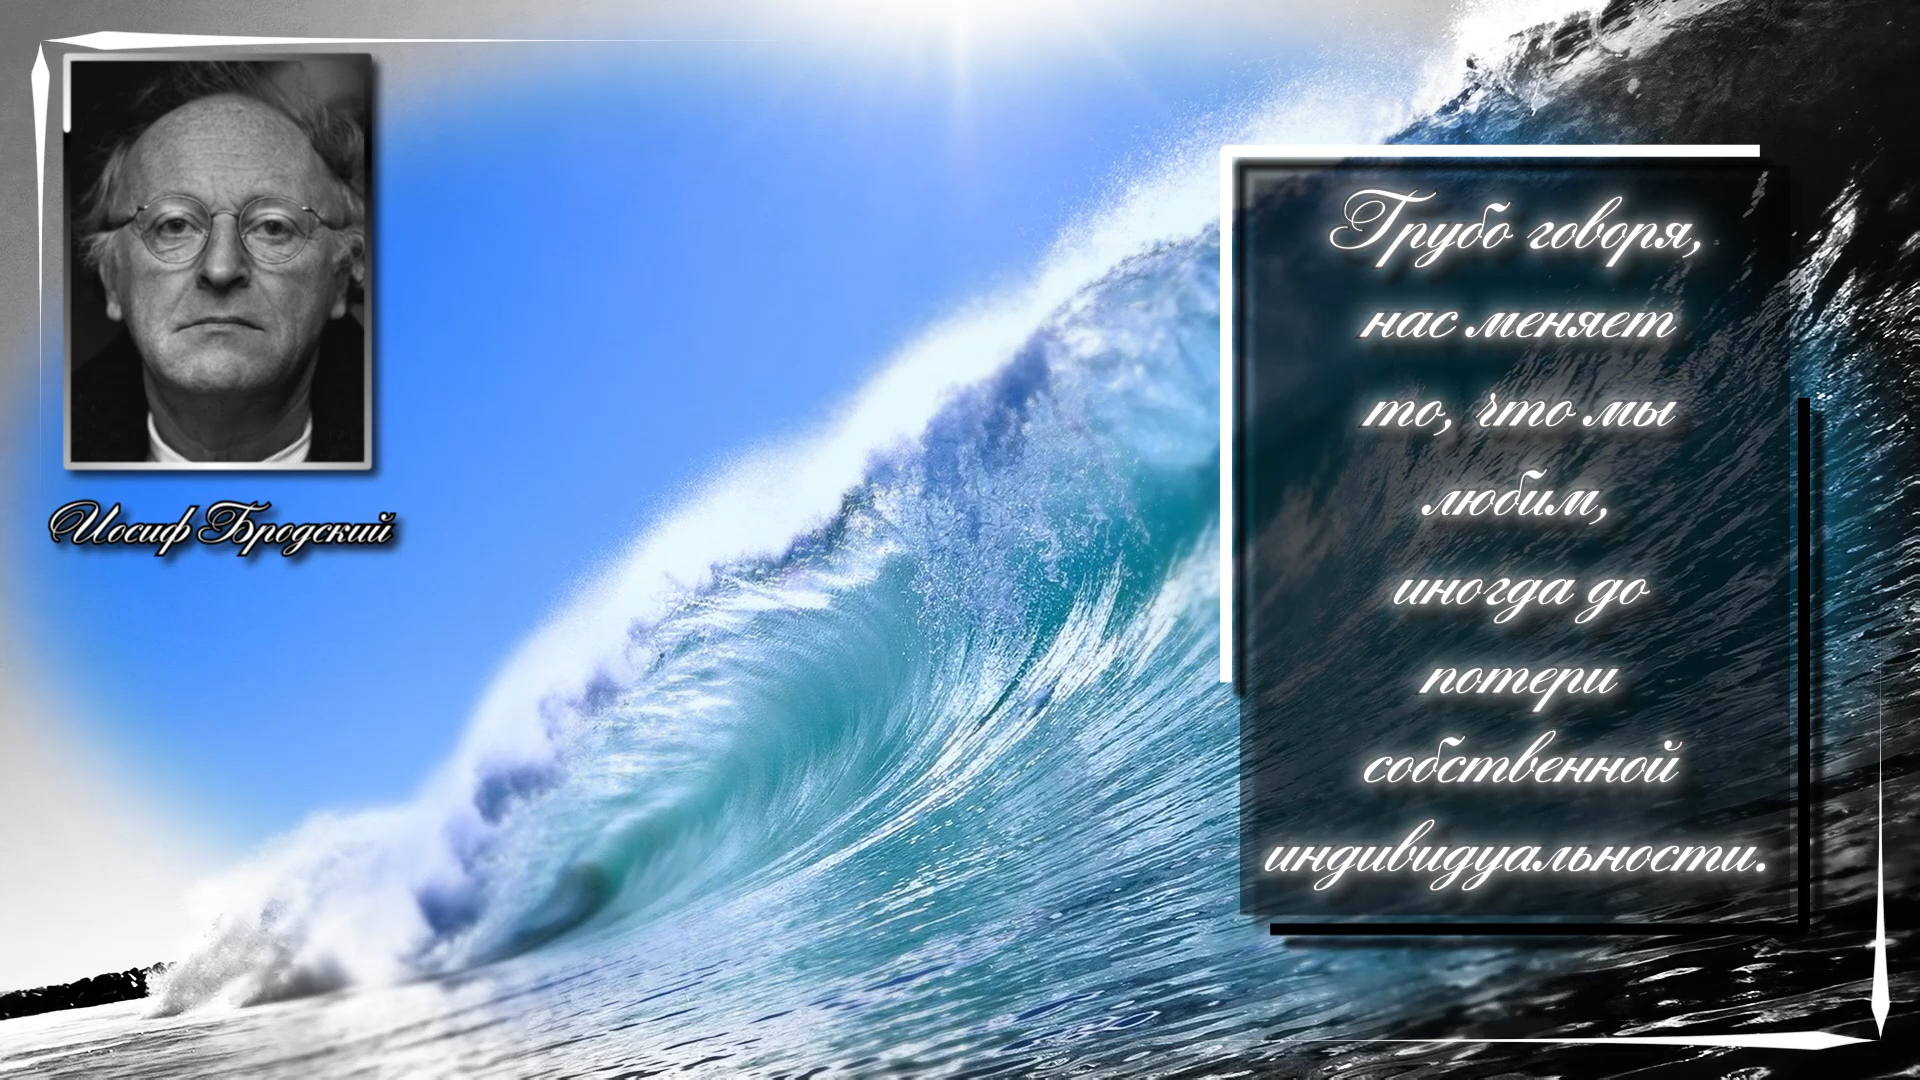 Иосиф Бродский
Грубо говоря,
нас меняет
то, что мы
любим,
иногда до
потери
собственной
индивидуальности.